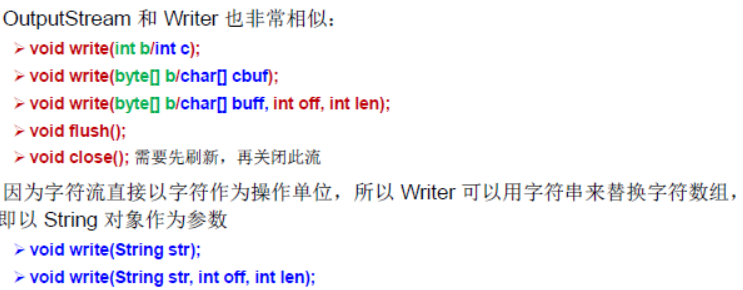 OutputStream 和 Writer 也非常相似：
➢ void write(int b/int c);
➢ void write(byte[] b/char[] cbuf);
➢ void write(byte[] b/char[] buff, int off, int len);
➢ void flush();
➢ void close(); 需要先刷新，再关闭此流
因为字符流直接以字符作为操作单位，所以 Writer 可以用字符串来替换字符数组，
即以 String 对象作为参数
➢ void write(String str);
➢ void write(String str, int off, int len);